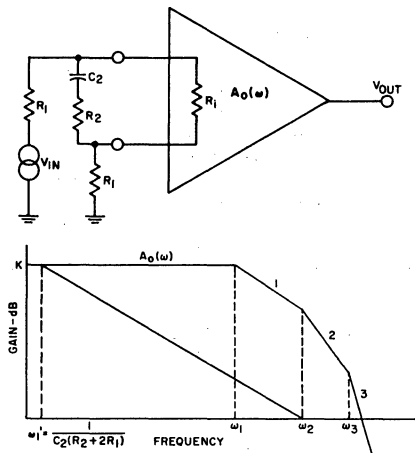 C2
R1
R2
Ri
A₀(ω)
VOUT
VIN
R1
K
A₀(ω)
GAIN-dB
1
2
3
ω₁' = 1/C₂(R₂+2R₁)
FREQUENCY
ω₁
ω₂
ω₃